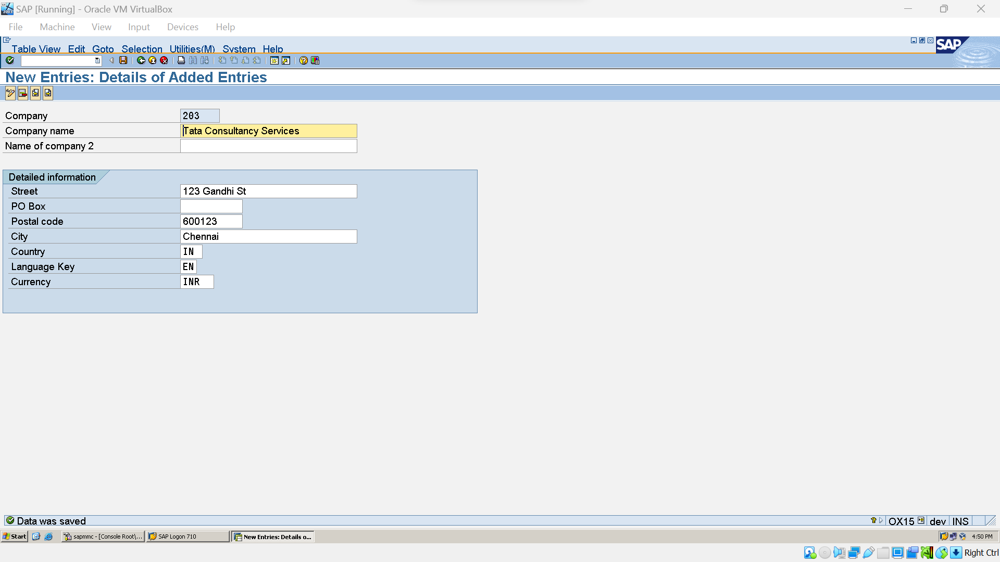 SAP [Running] - Oracle VM VirtualBox
File Machine View Input Devices Help
Table View Edit Goto Selection Utilities(M) System Help
SAP
New Entries: Details of Added Entries
Company 203
Company name Tata Consultancy Services
Name of company 2
Detailed information
Street 123 Gandhi St
PO Box
Postal code 600123
City Chennai
Country IN
Language Key EN
Currency INR
Data was saved
OX15 dev INS
Start sapmmc - [Console Root\... SAP Logon 710 New Entries: Details o... 4:50 PM
Right Ctrl